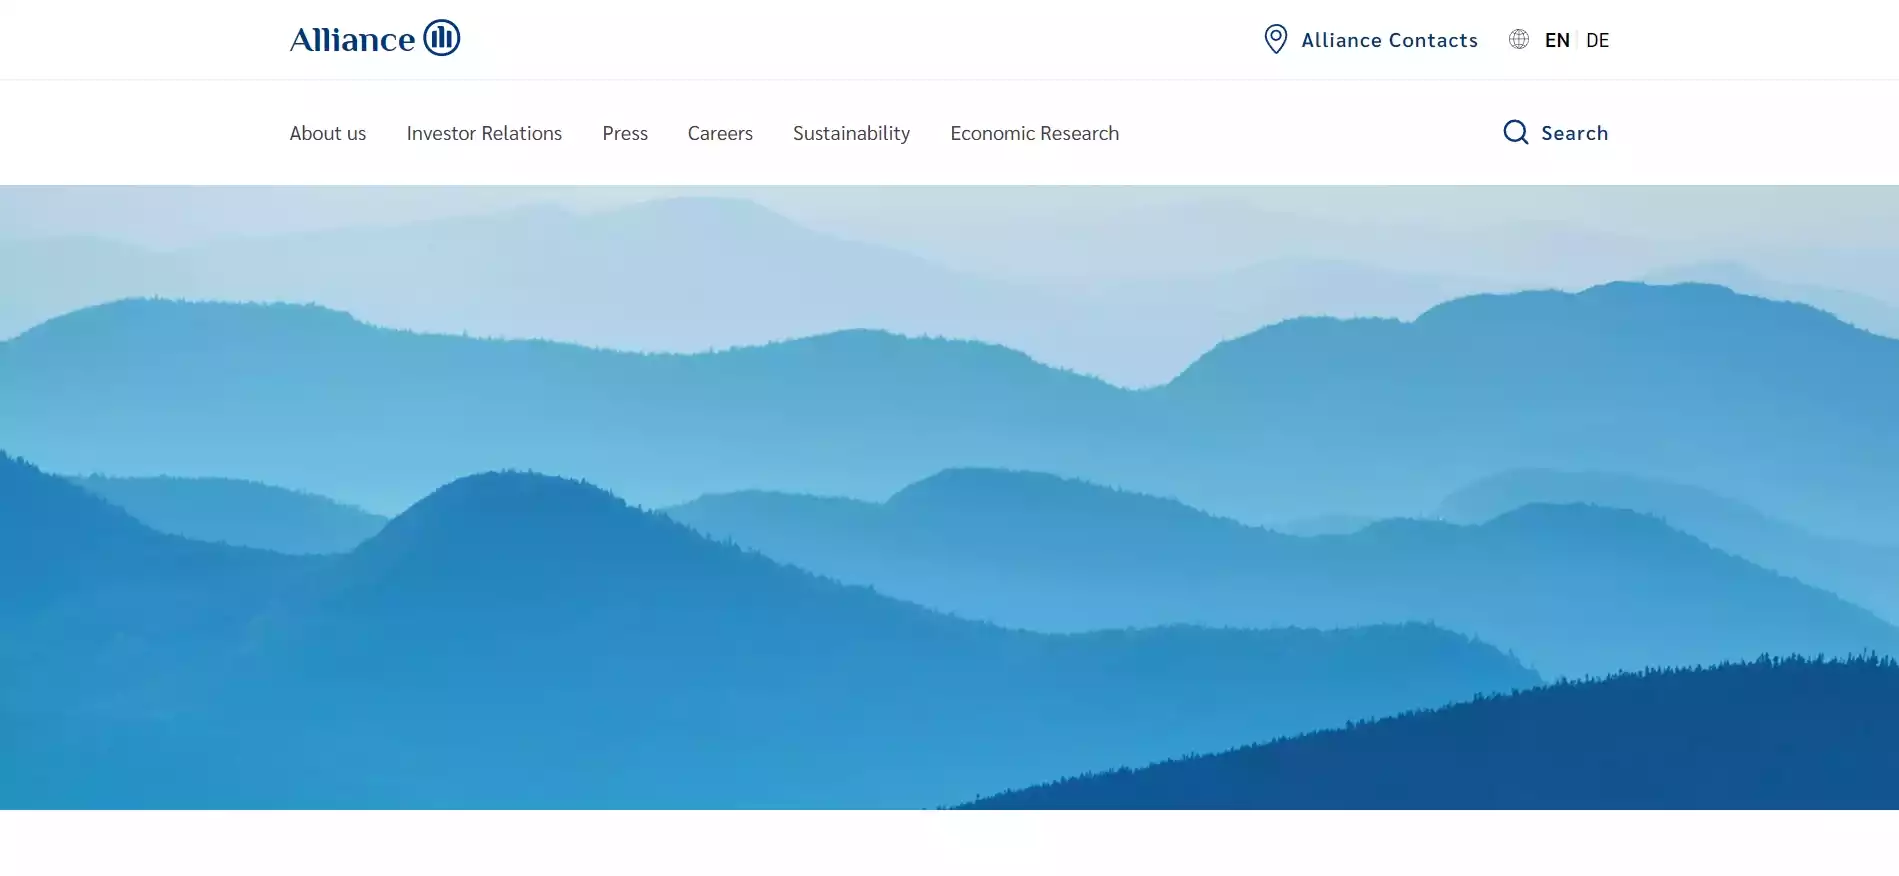 Alliance
Alliance Contacts
EN DE
About us
Investor Relations
Press
Careers
Sustainability
Economic Research
Search